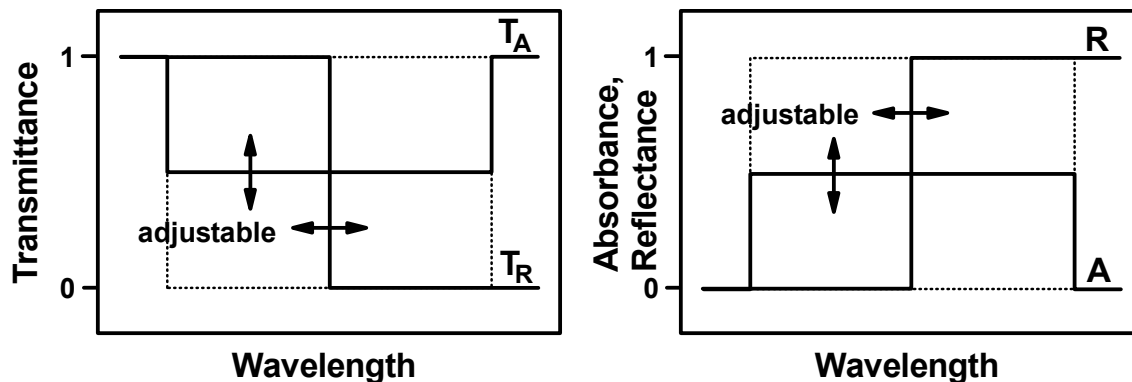 Transmittance
1
0
T_A
adjustable
T_R
Wavelength
Absorbance,
Reflectance
1
0
R
adjustable
A
Wavelength